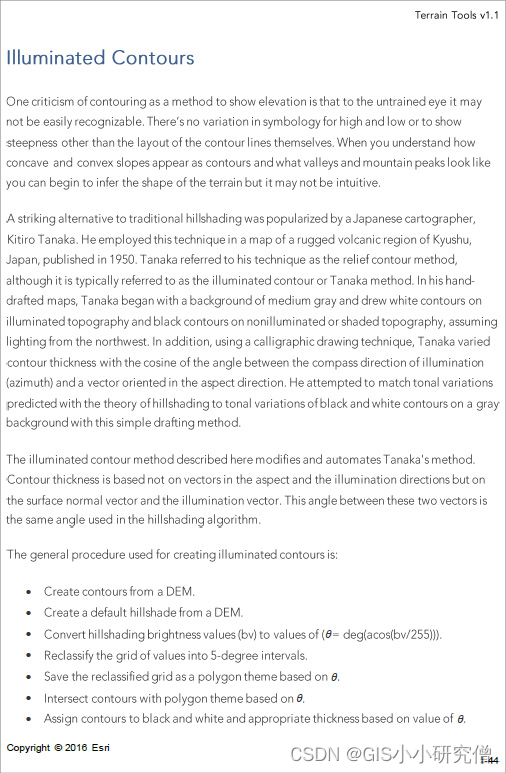 Terrain Tools v1.1
Illuminated Contours
One criticism of contouring as a method to show elevation is that to the untrained eye it may
not be easily recognizable. There's no variation in symbology for high and low or to show
steepness other than the layout of the contour lines themselves. When you understand how
concave and convex slopes appear as contours and what valleys and mountain peaks look like
you can begin to infer the shape of the terrain but it may not be intuitive.
A striking alternative to traditional hillshading was popularized by a Japanese cartographer,
Kitiro Tanaka. He employed this technique in a map of a rugged volcanic region of Kyushu,
Japan, published in 1950. Tanaka referred to his technique as the relief contour method,
although it is typically referred to as the illuminated contour or Tanaka method. In his hand-
drafted maps, Tanaka began with a background of medium gray and drew white contours on
illuminated topography and black contours on nonilluminated or shaded topography, assuming
lighting from the northwest. In addition, using a calligraphic drawing technique, Tanaka varied
contour thickness with the cosine of the angle between the compass direction of illumination
(azimuth) and a vector oriented in the aspect direction. He attempted to match tonal variations
predicted with the theory of hillshading to tonal variations of black and white contours on a gray
background with this simple drafting method.
The illuminated contour method described here modifies and automates Tanaka's method.
Contour thickness is based not on vectors in the aspect and the illumination directions but on
the surface normal vector and the illumination vector. This angle between these two vectors is
the same angle used in the hillshading algorithm.
The general procedure used for creating illuminated contours is:
• Create contours from a DEM.
• Create a default hillshade from a DEM.
• Convert hillshading brightness values (bv) to values of (θ= deg(acos(bv/255))).
• Reclassify the grid of values into 5-degree intervals.
• Save the reclassified grid as a polygon theme based on θ.
• Intersect contours with polygon theme based on θ.
• Assign contours to black and white and appropriate thickness based on value of θ.
Copyright © 2016 Esri
CSDN @GIS小小研究僧